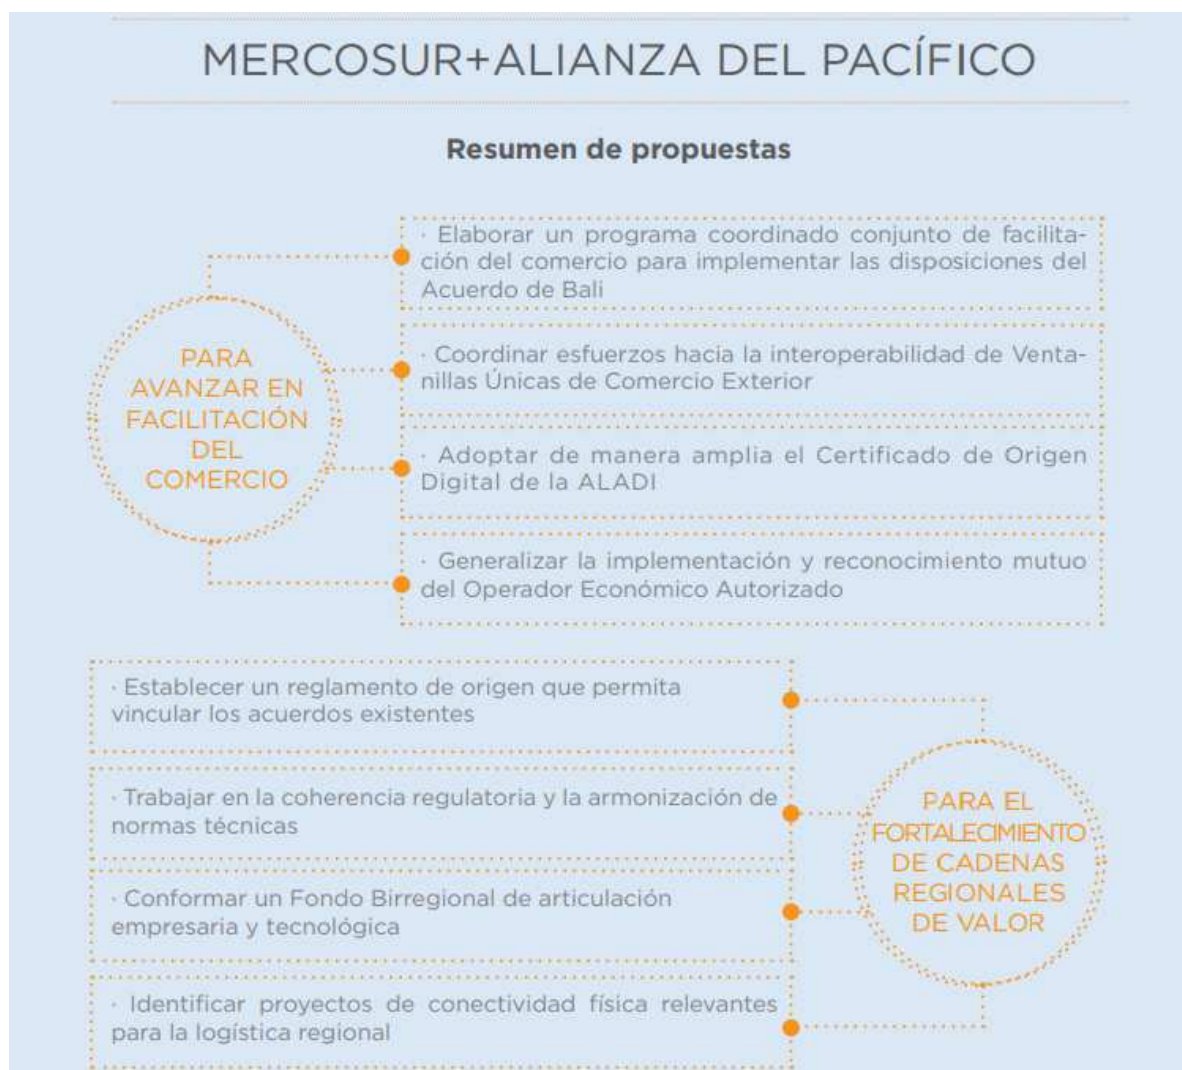 MERCOSUR+ALIANZA DEL PACÍFICO
Resumen de propuestas
· Elaborar un programa coordinado conjunto de facilita-
ción del comercio para implementar las disposiciones del
Acuerdo de Bali
PARA
AVANZAR EN
FACILITACIÓN
DEL
COMERCIO
· Coordinar esfuerzos hacia la interoperabilidad de Venta-
nillas Únicas de Comercio Exterior
· Adoptar de manera amplia el Certificado de Origen
Digital de la ALADI
· Generalizar la implementación y reconocimiento mutuo
del Operador Económico Autorizado
· Establecer un reglamento de origen que permita
vincular los acuerdos existentes
· Trabajar en la coherencia regulatoria y la armonización de
normas técnicas
· Conformar un Fondo Birregional de articulación
empresaria y tecnológica
· Identificar proyectos de conectividad física relevantes
para la logística regional
PARA EL
FORTALECIMIENTO
DE CADENAS
REGIONALES
DE VALOR